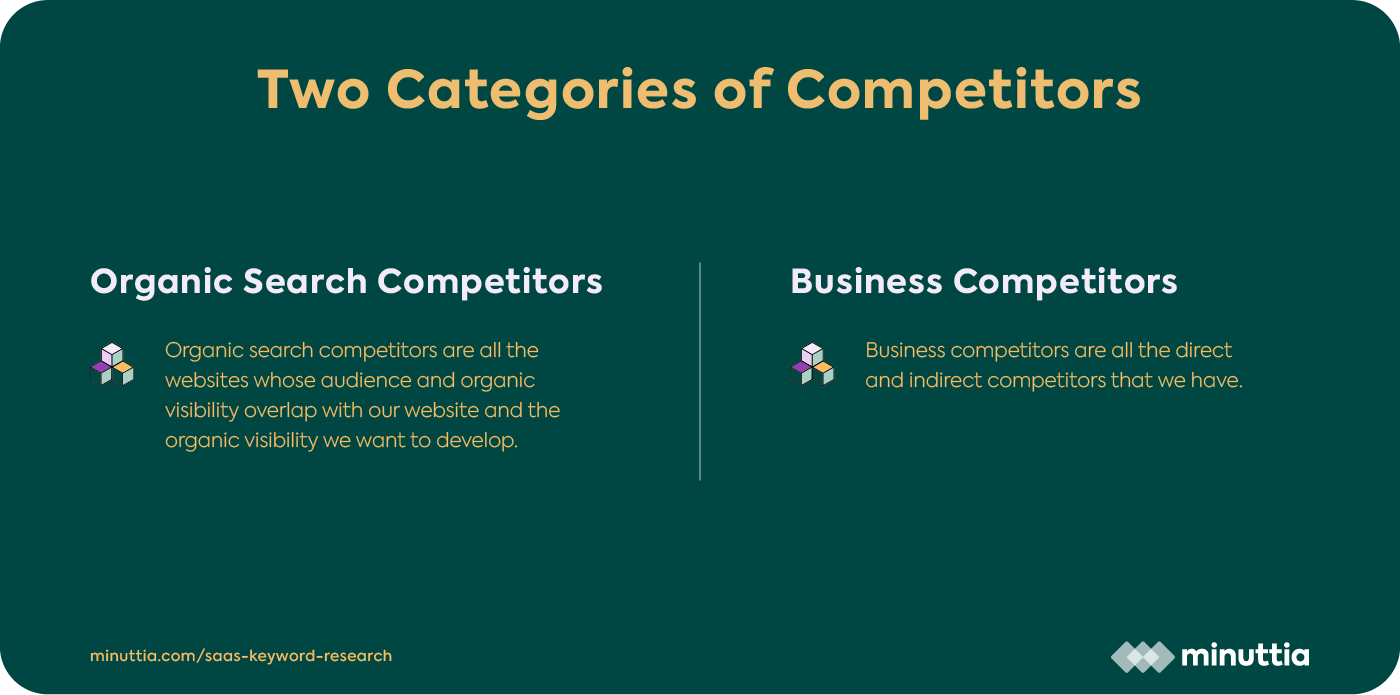 Two Categories of Competitors
Organic Search Competitors
Organic search competitors are all the
websites whose audience and organic
visibility overlap with our website and the
organic visibility we want to develop.
Business Competitors
Business competitors are all the direct
and indirect competitors that we have.
minuttia.com/saas-keyword-research
minuttia